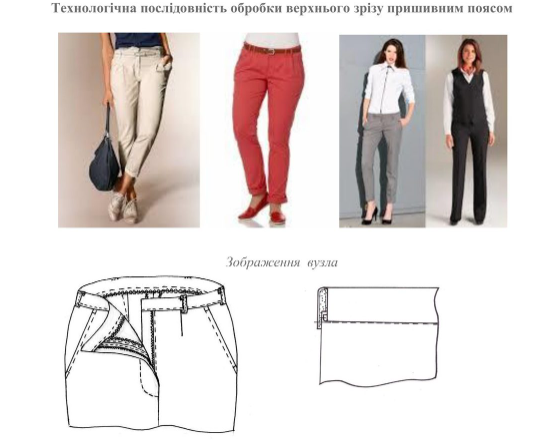 Технологічна послідовність обробки верхнього зрізу пришивним поясом
Зображення вузла